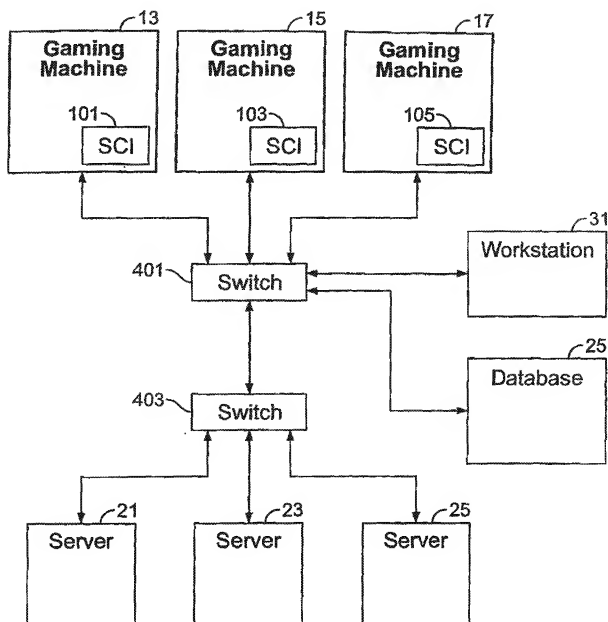 13
15
17
Gaming
Machine
Gaming
Machine
Gaming
Machine
101
SCI
103
SCI
105
SCI
31
Workstation
401
Switch
25
Database
403
Switch
21
Server
23
Server
25
Server